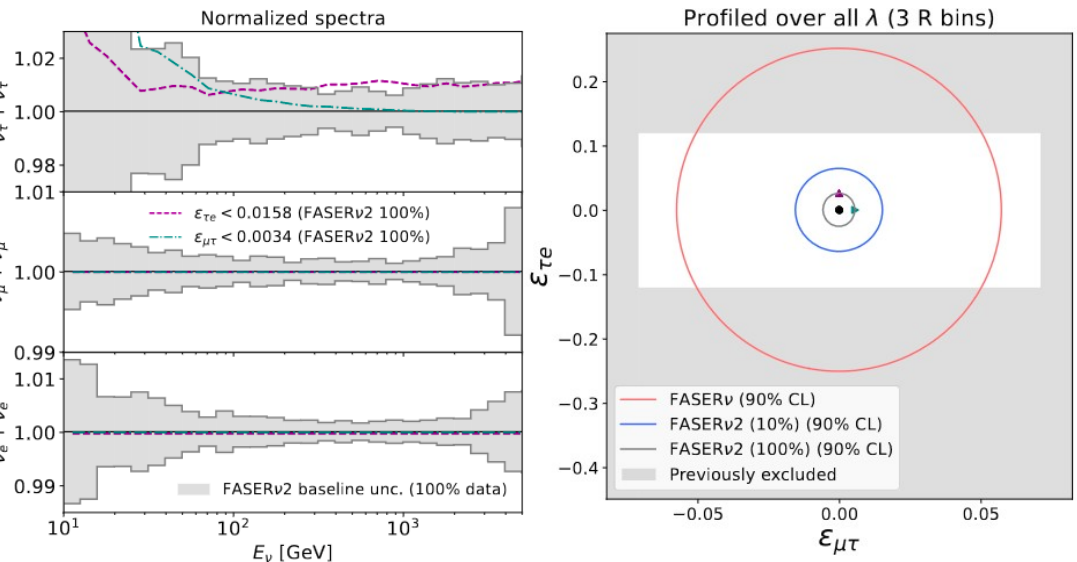 Normalized spectra
1.02
1.00
0.98
1.01
ε_τe < 0.0158 (FASERν2 100%)
ε_μτ < 0.0034 (FASERν2 100%)
1.00
0.99
1.01
1.00
0.99
FASERν2 baseline unc. (100% data)
10^1
10^2
10^3
E_ν [GeV]
Profiled over all λ (3 R bins)
ε_τe
0.2
0.1
0.0
−0.1
−0.2
−0.3
−0.4
FASERν (90% CL)
FASERν2 (10%) (90% CL)
FASERν2 (100%) (90% CL)
Previously excluded
−0.05
0.00
0.05
ε_μτ